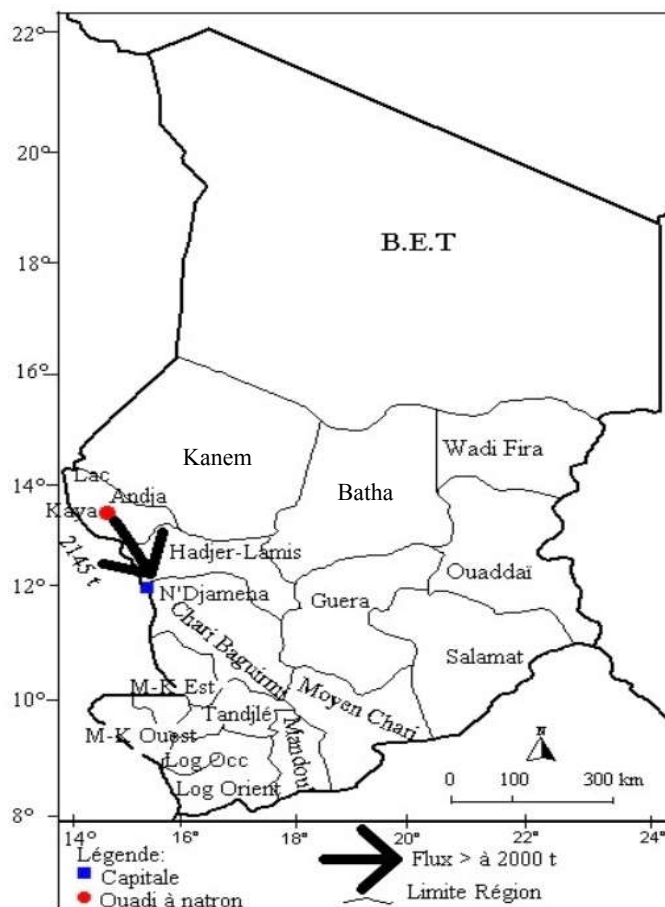 22°
20°
18°
16°
14°
12°
10°
8°
B.E.T
Wadi Fira
Kanem
Batha
Lac
Andja
Kaya
2145 t
Hadjer-Lamis
Ouaddaï
N'Djamena
Guera
Chari Baguirmi
Salamat
M-K Est
Moyen Chari
Tandjlé
Mandoul
M-K Ouest
Log Occ
Log Orient
N
0 100 300 km
14° 16° 18° 20° 22° 24°
Légende:
Capitale
Ouadi à natron
Flux > à 2000 t
Limite Région